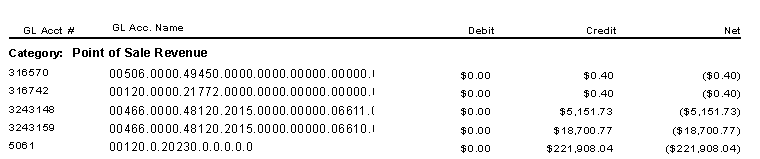 GL Acct # GL Acc. Name Debit Credit Net
Category: Point of Sale Revenue
316570 00506.0000.49450.0000.0000.00000.00000. $0.00 $0.40 ($0.40)
316742 00120.0000.21772.0000.0000.00000.00000. $0.00 $0.40 ($0.40)
3243148 00466.0000.48120.2015.0000.00000.06611. $0.00 $5,151.73 ($5,151.73)
3243159 00466.0000.48120.2015.0000.00000.06610. $0.00 $18,700.77 ($18,700.77)
5061 00120.0.20230.0.0.0.0.0 $0.00 $221,908.04 ($221,908.04)